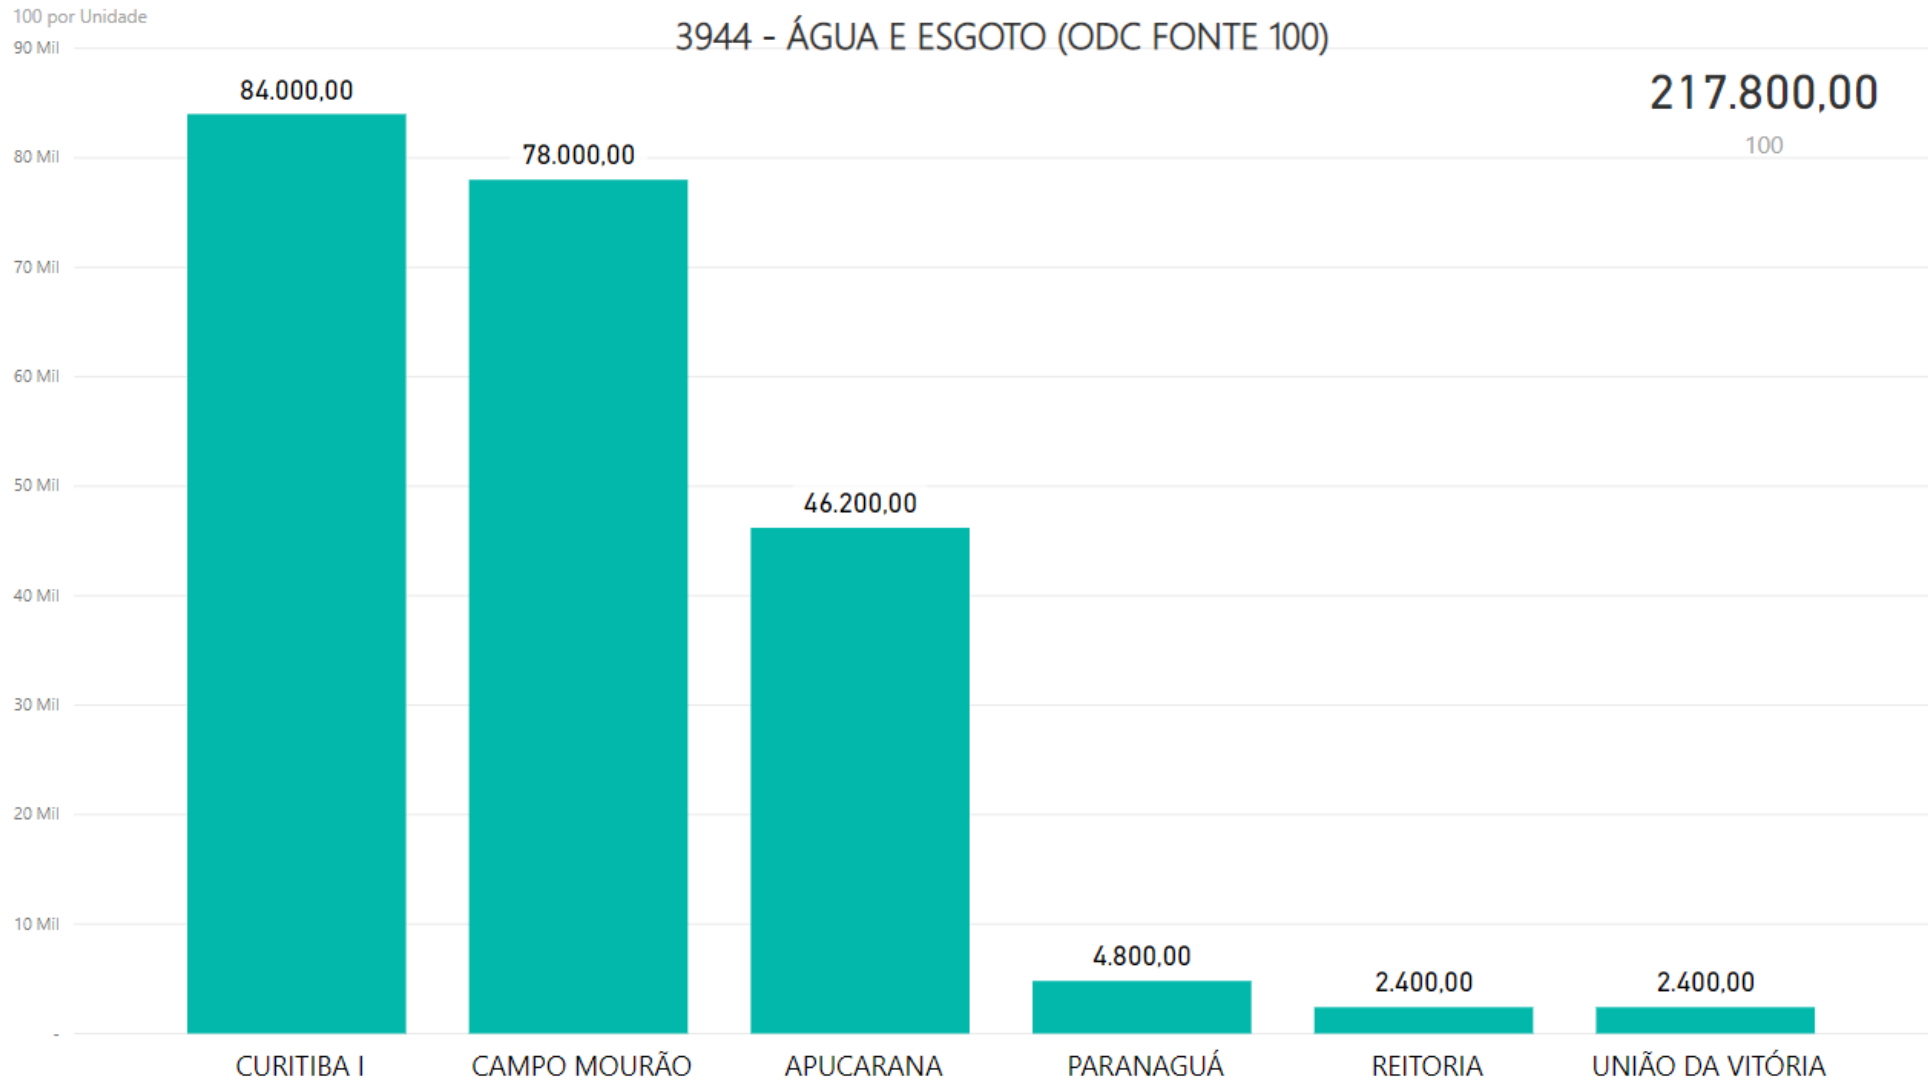 100 por Unidade
3944 - ÁGUA E ESGOTO (ODC FONTE 100)
217.800,00
100
90 Mil
80 Mil
70 Mil
60 Mil
50 Mil
40 Mil
30 Mil
20 Mil
10 Mil
-
84.000,00
78.000,00
46.200,00
4.800,00
2.400,00
2.400,00
CURITIBA I
CAMPO MOURÃO
APUCARANA
PARANAGUÁ
REITORIA
UNIÃO DA VITÓRIA